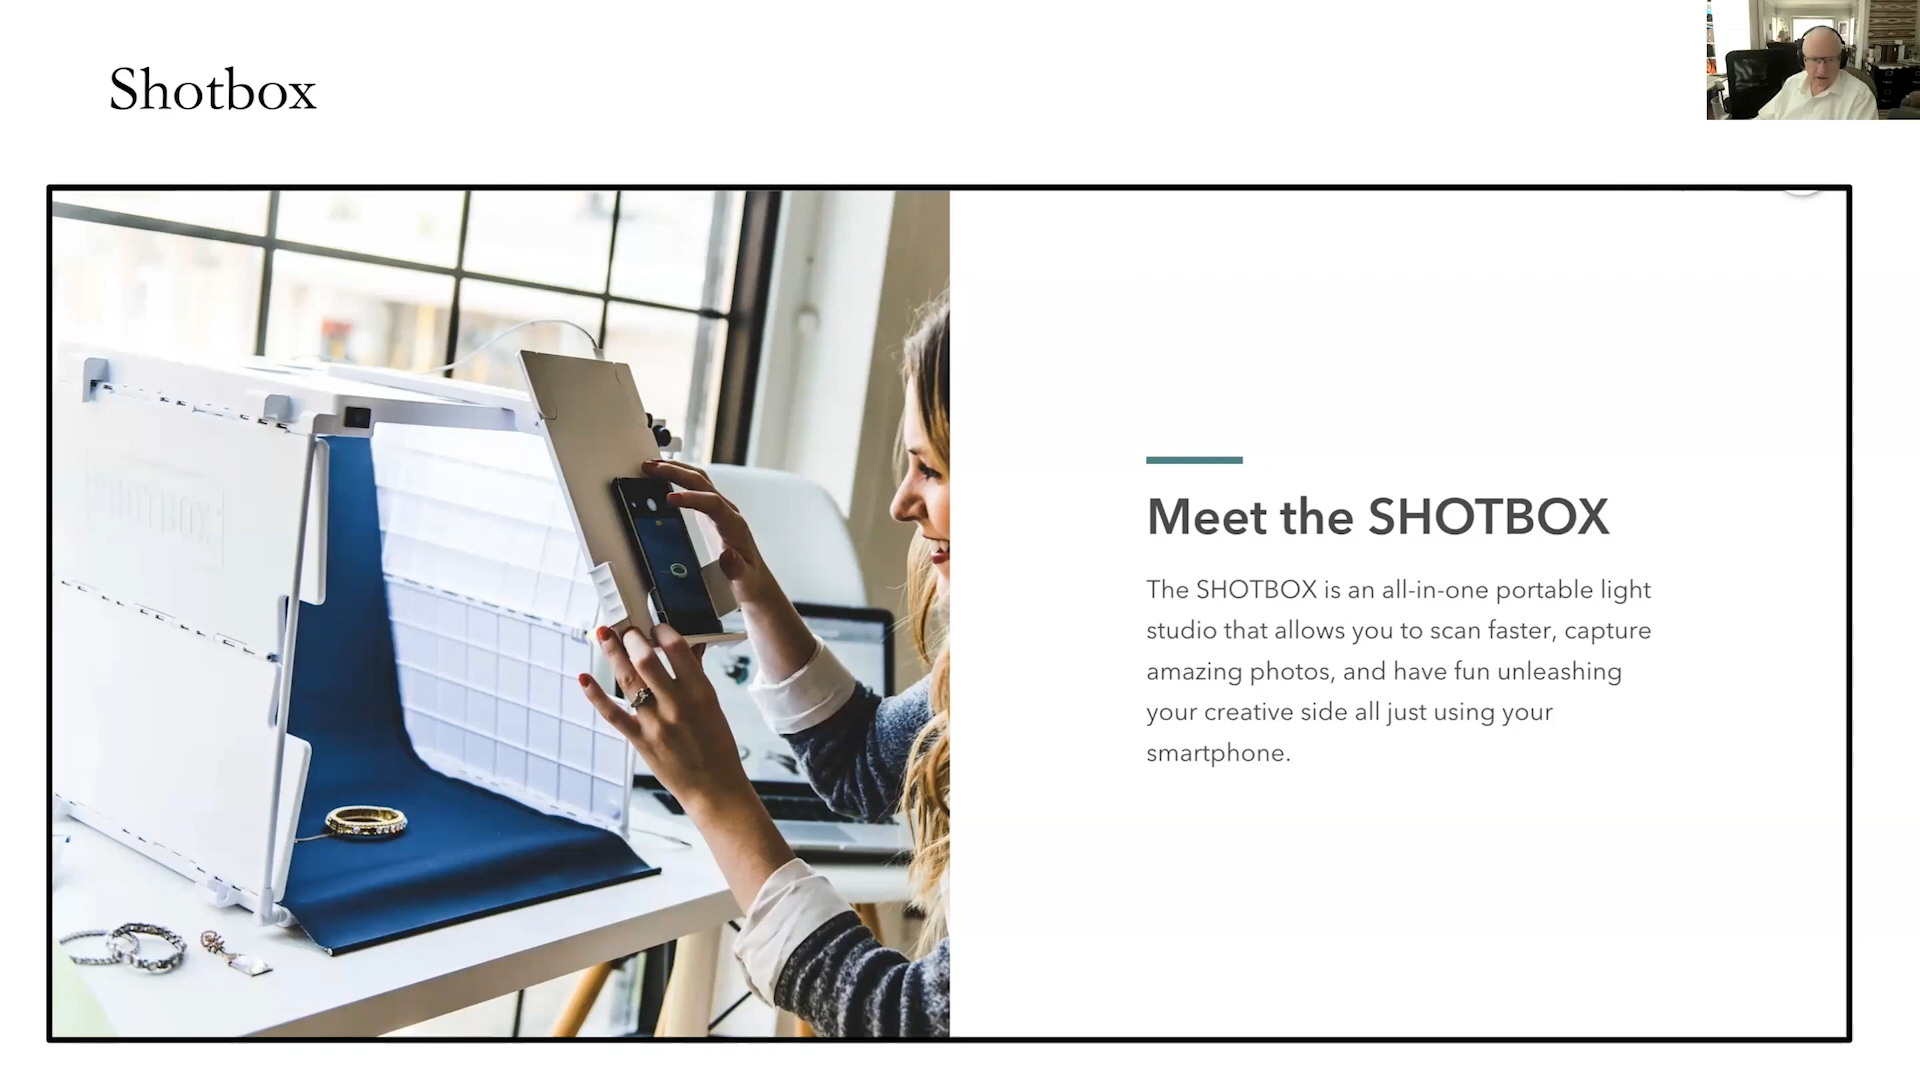 Shotbox
SHOTBOX
Meet the SHOTBOX
The SHOTBOX is an all-in-one portable light
studio that allows you to scan faster, capture
amazing photos, and have fun unleashing
your creative side all just using your
smartphone.